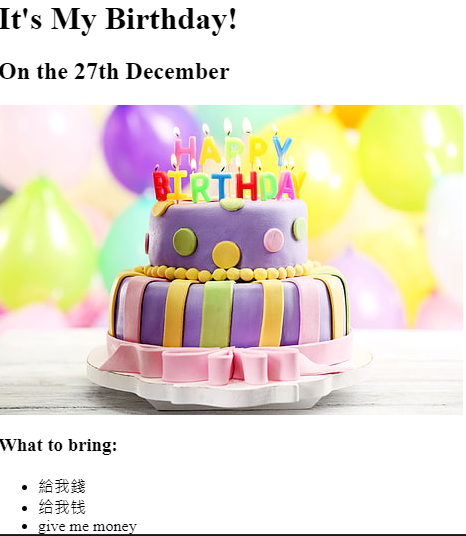 It's My Birthday!
On the 27th December
HAPPY
BIRTHDAY
What to bring:
給我錢
给我钱
give me money